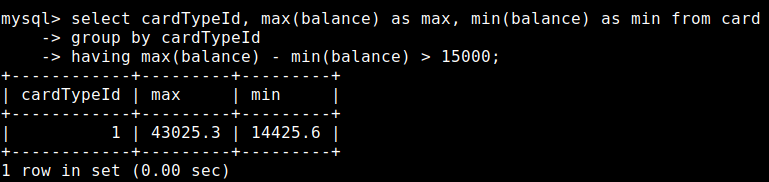 mysql> select cardTypeId, max(balance) as max, min(balance) as min from card
    -> group by cardTypeId
    -> having max(balance) - min(balance) > 15000;
+------------+---------+---------+
| cardTypeId | max     | min     |
+------------+---------+---------+
|          1 | 43025.3 | 14425.6 |
+------------+---------+---------+
1 row in set (0.00 sec)